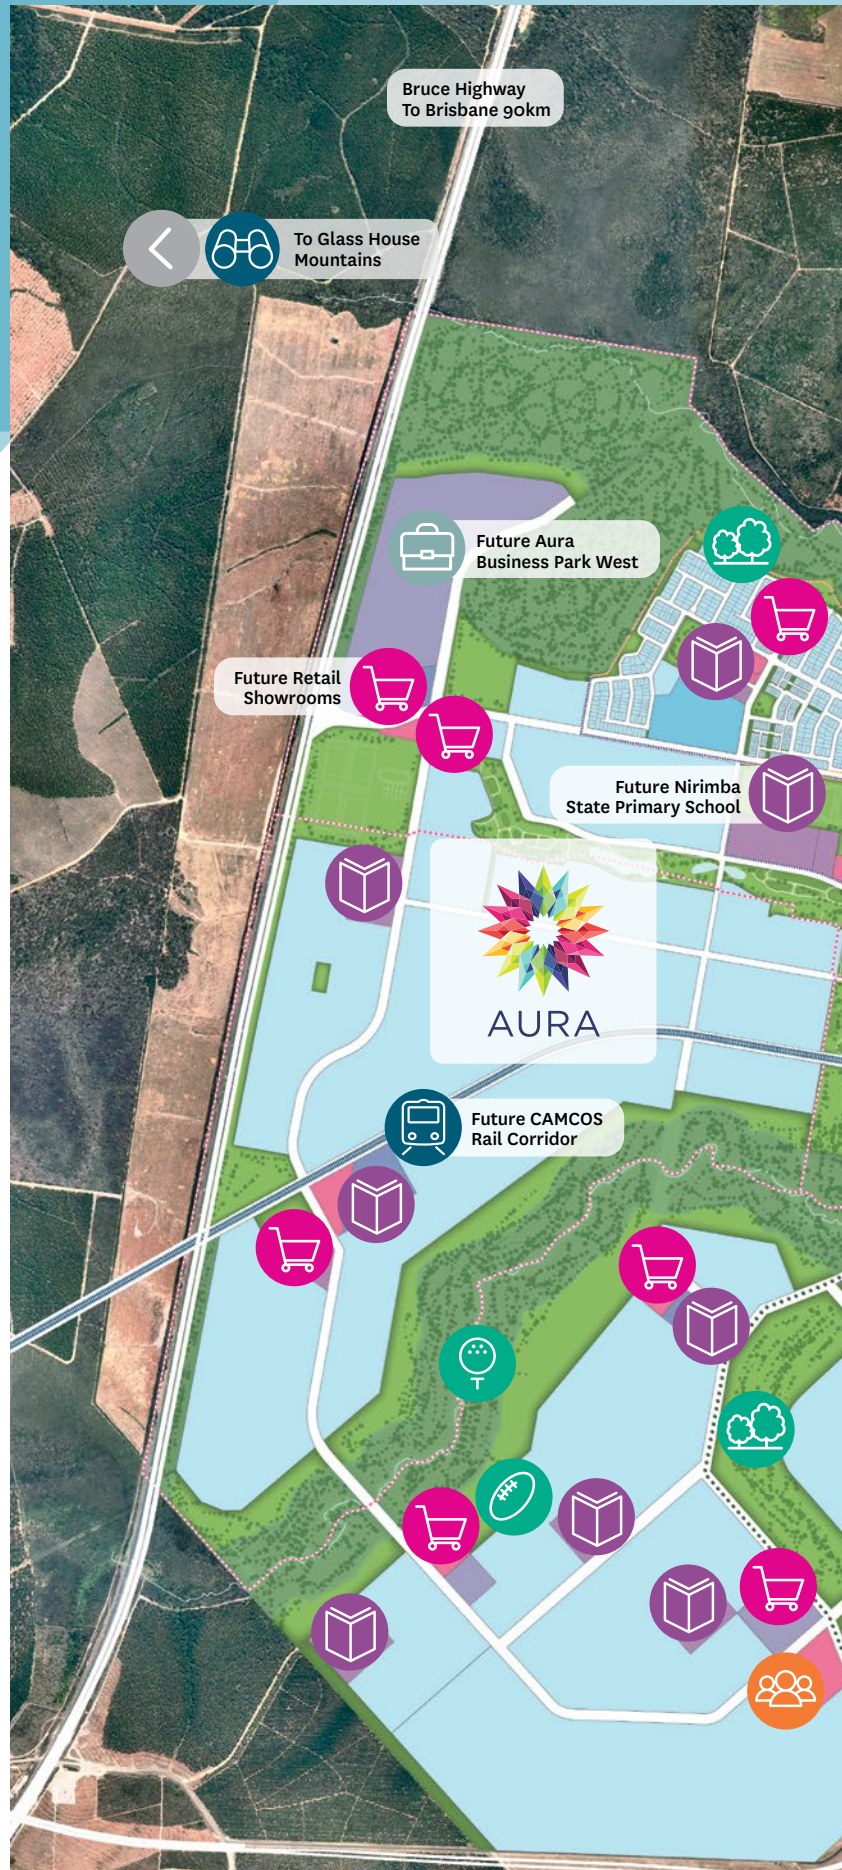 Bruce Highway
To Brisbane 90km
To Glass House
Mountains
Future Aura
Business Park West
Future Retail
Showrooms
Future Nirimba
State Primary School
AURA
Future CAMCOS
Rail Corridor